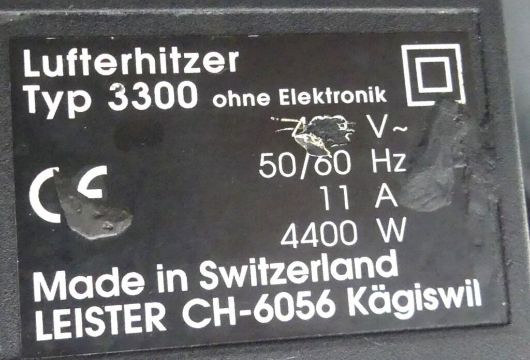 Lufterhitzer
Typ 3300 ohne Elektronik
V~
50/60 Hz
11 A
CE
4400 W
Made in Switzerland
LEISTER CH-6056 Kägiswil